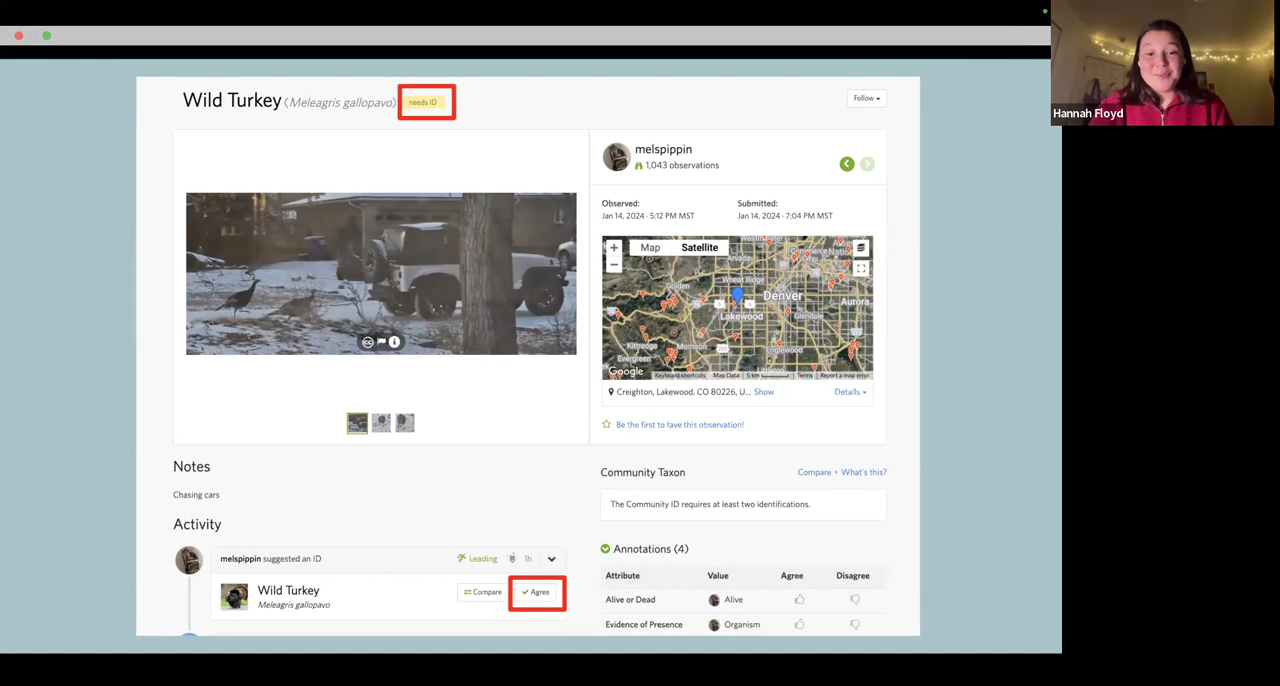 Wild Turkey (Meleagris gallopavo) needs ID
Follow
melspippin
1,043 observations
Observed:
Jan 14, 2024 · 5:12 PM MST
Submitted:
Jan 14, 2024 · 7:04 PM MST
+
Map
Satellite
−
Westminster
Arvada
Commerce City
Wheat Ridge
Golden
Denver
Aurora
Lakewood
Glendale
Kittredge
Morrison
Englewood
Evergreen
Littleton
Google
Keyboard shortcuts
Map Data
5 km
Terms
Report a map error
Creighton, Lakewood, CO 80226, U... Show
Details
Be the first to fave this observation!
Notes
Chasing cars
Activity
melspippin suggested an ID
Leading
1h
Wild Turkey
Meleagris gallopavo
Compare
Agree
Community Taxon
Compare • What's this?
The Community ID requires at least two identifications.
Annotations (4)
Attribute Value Agree Disagree
Alive or Dead Alive
Evidence of Presence Organism
Hannah Floyd